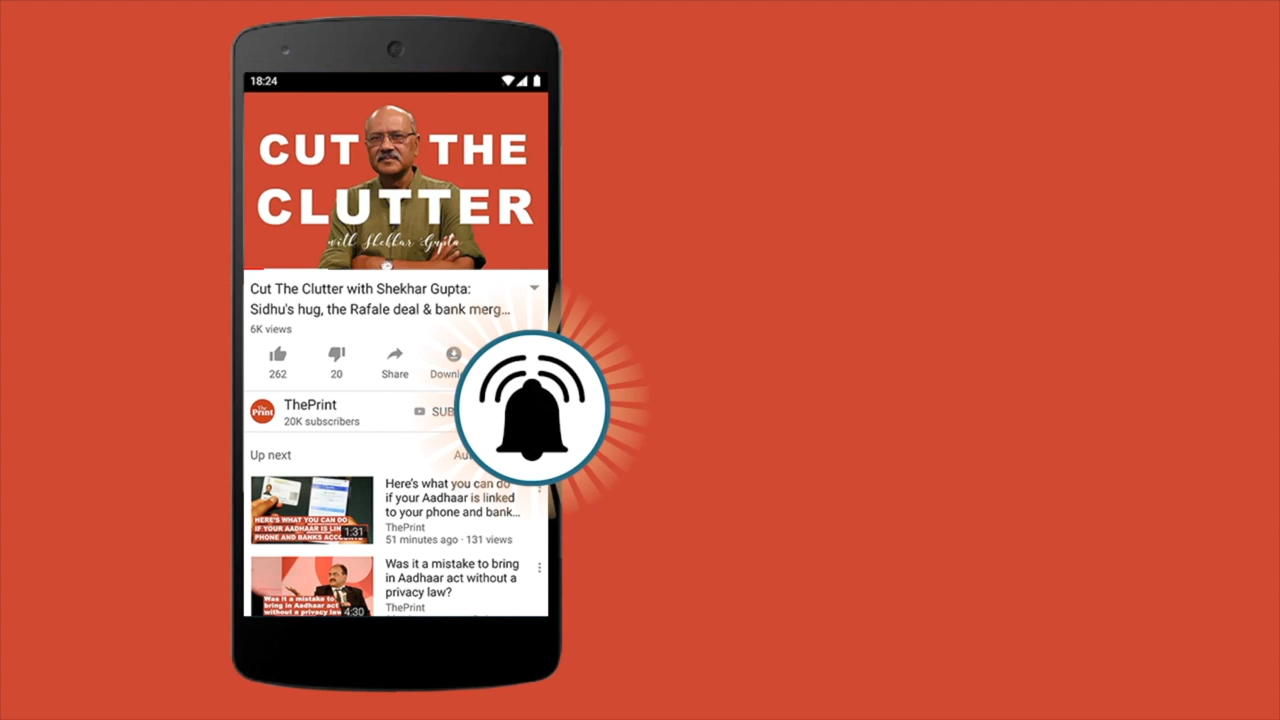 18:24
CUT THE
CLUTTER
with Shekhar Gupta
Cut The Clutter with Shekhar Gupta:
Sidhu's hug, the Rafale deal & bank merg...
6K views
262 20 Share Downl
The
Print
ThePrint
SUB
20K subscribers
Up next
Au
HERE'S WHAT YOU CAN DO
IF YOUR AADHAAR IS LIN
PHONE AND BANKS ACCO
1:31
Here's what you can do
if your Aadhaar is linked
to your phone and bank...
ThePrint
51 minutes ago · 131 views
Was it a mistake to
bring in Aadhaar act
without a privacy law
4:30
Was it a mistake to bring
in Aadhaar act without a
privacy law?
ThePrint